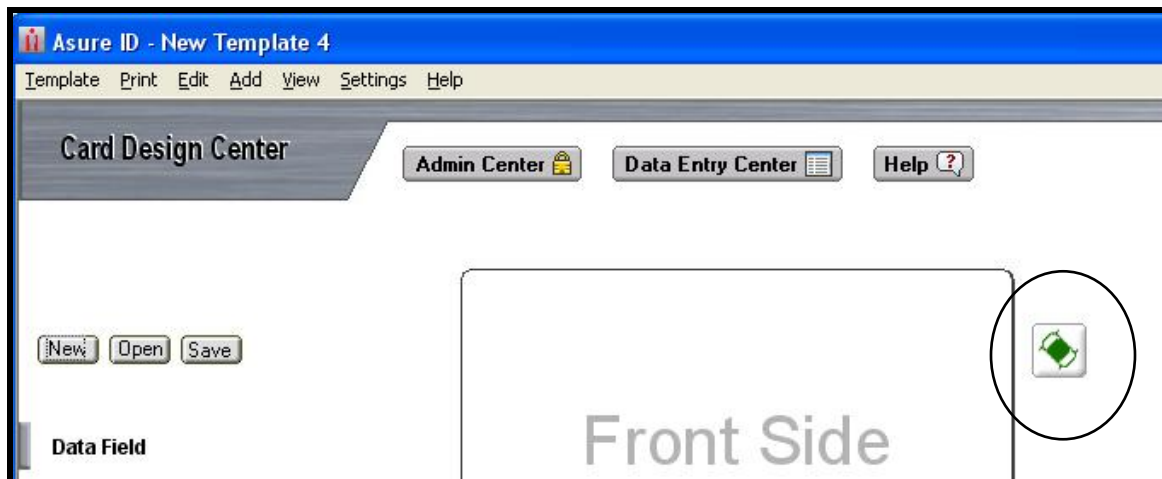 Asure ID - New Template 4
Template Print Edit Add View Settings Help
Card Design Center
Admin Center Data Entry Center Help ?
New Open Save
Front Side
Data Field